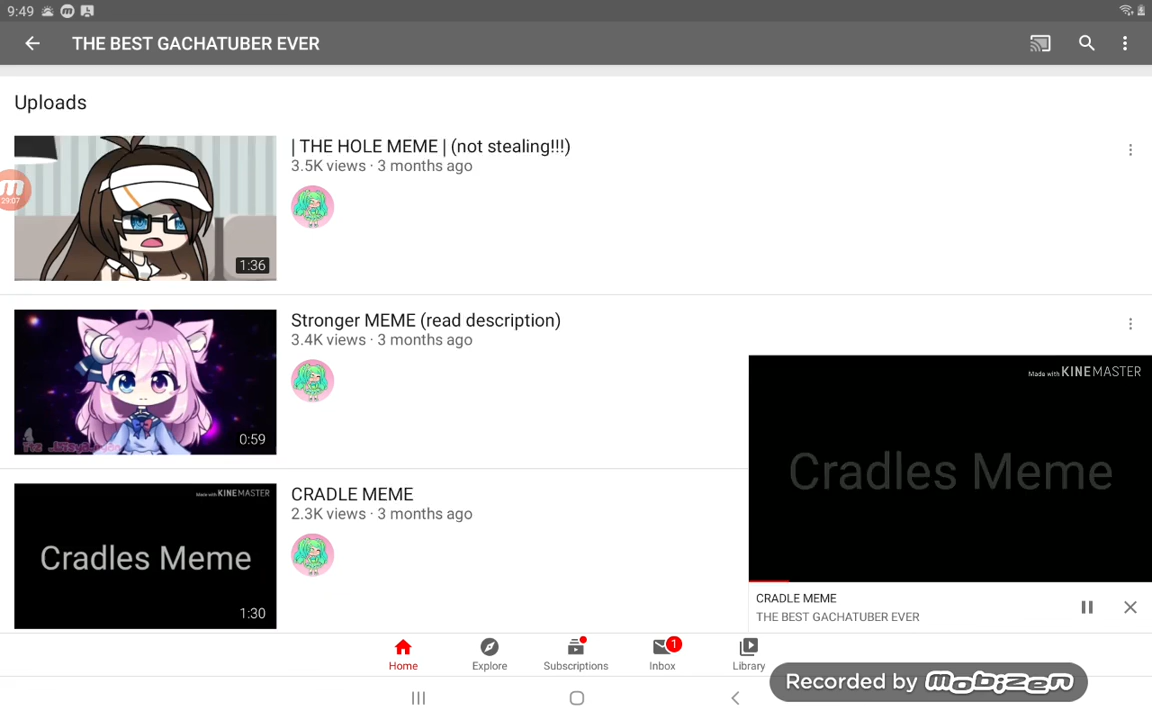 9:49
THE BEST GACHATUBER EVER
Uploads
| THE HOLE MEME | (not stealing!!!)
3.5K views · 3 months ago
29:07
1:36
Stronger MEME (read description)
3.4K views · 3 months ago
0:59
Made with KINEMASTER
CRADLE MEME
2.3K views · 3 months ago
Made with KINEMASTER
Cradles Meme
Cradles Meme
1:30
CRADLE MEME
THE BEST GACHATUBER EVER
Home
Explore
Subscriptions
1
Inbox
Library
Recorded by mobizen